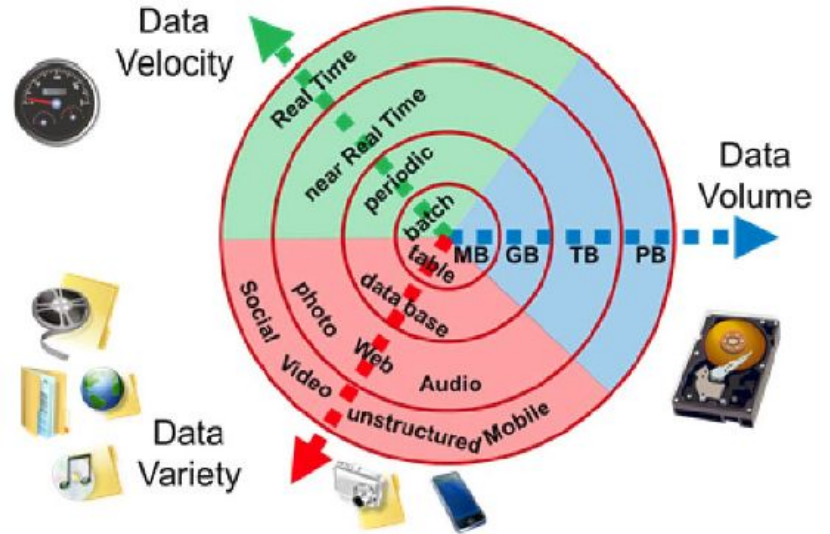 Data
Velocity
Real Time
near Real Time
periodic
batch
Data
Volume
MB GB TB PB
table
data base
photo
Web
Audio
Social
Video
unstructured
Mobile
Data
Variety